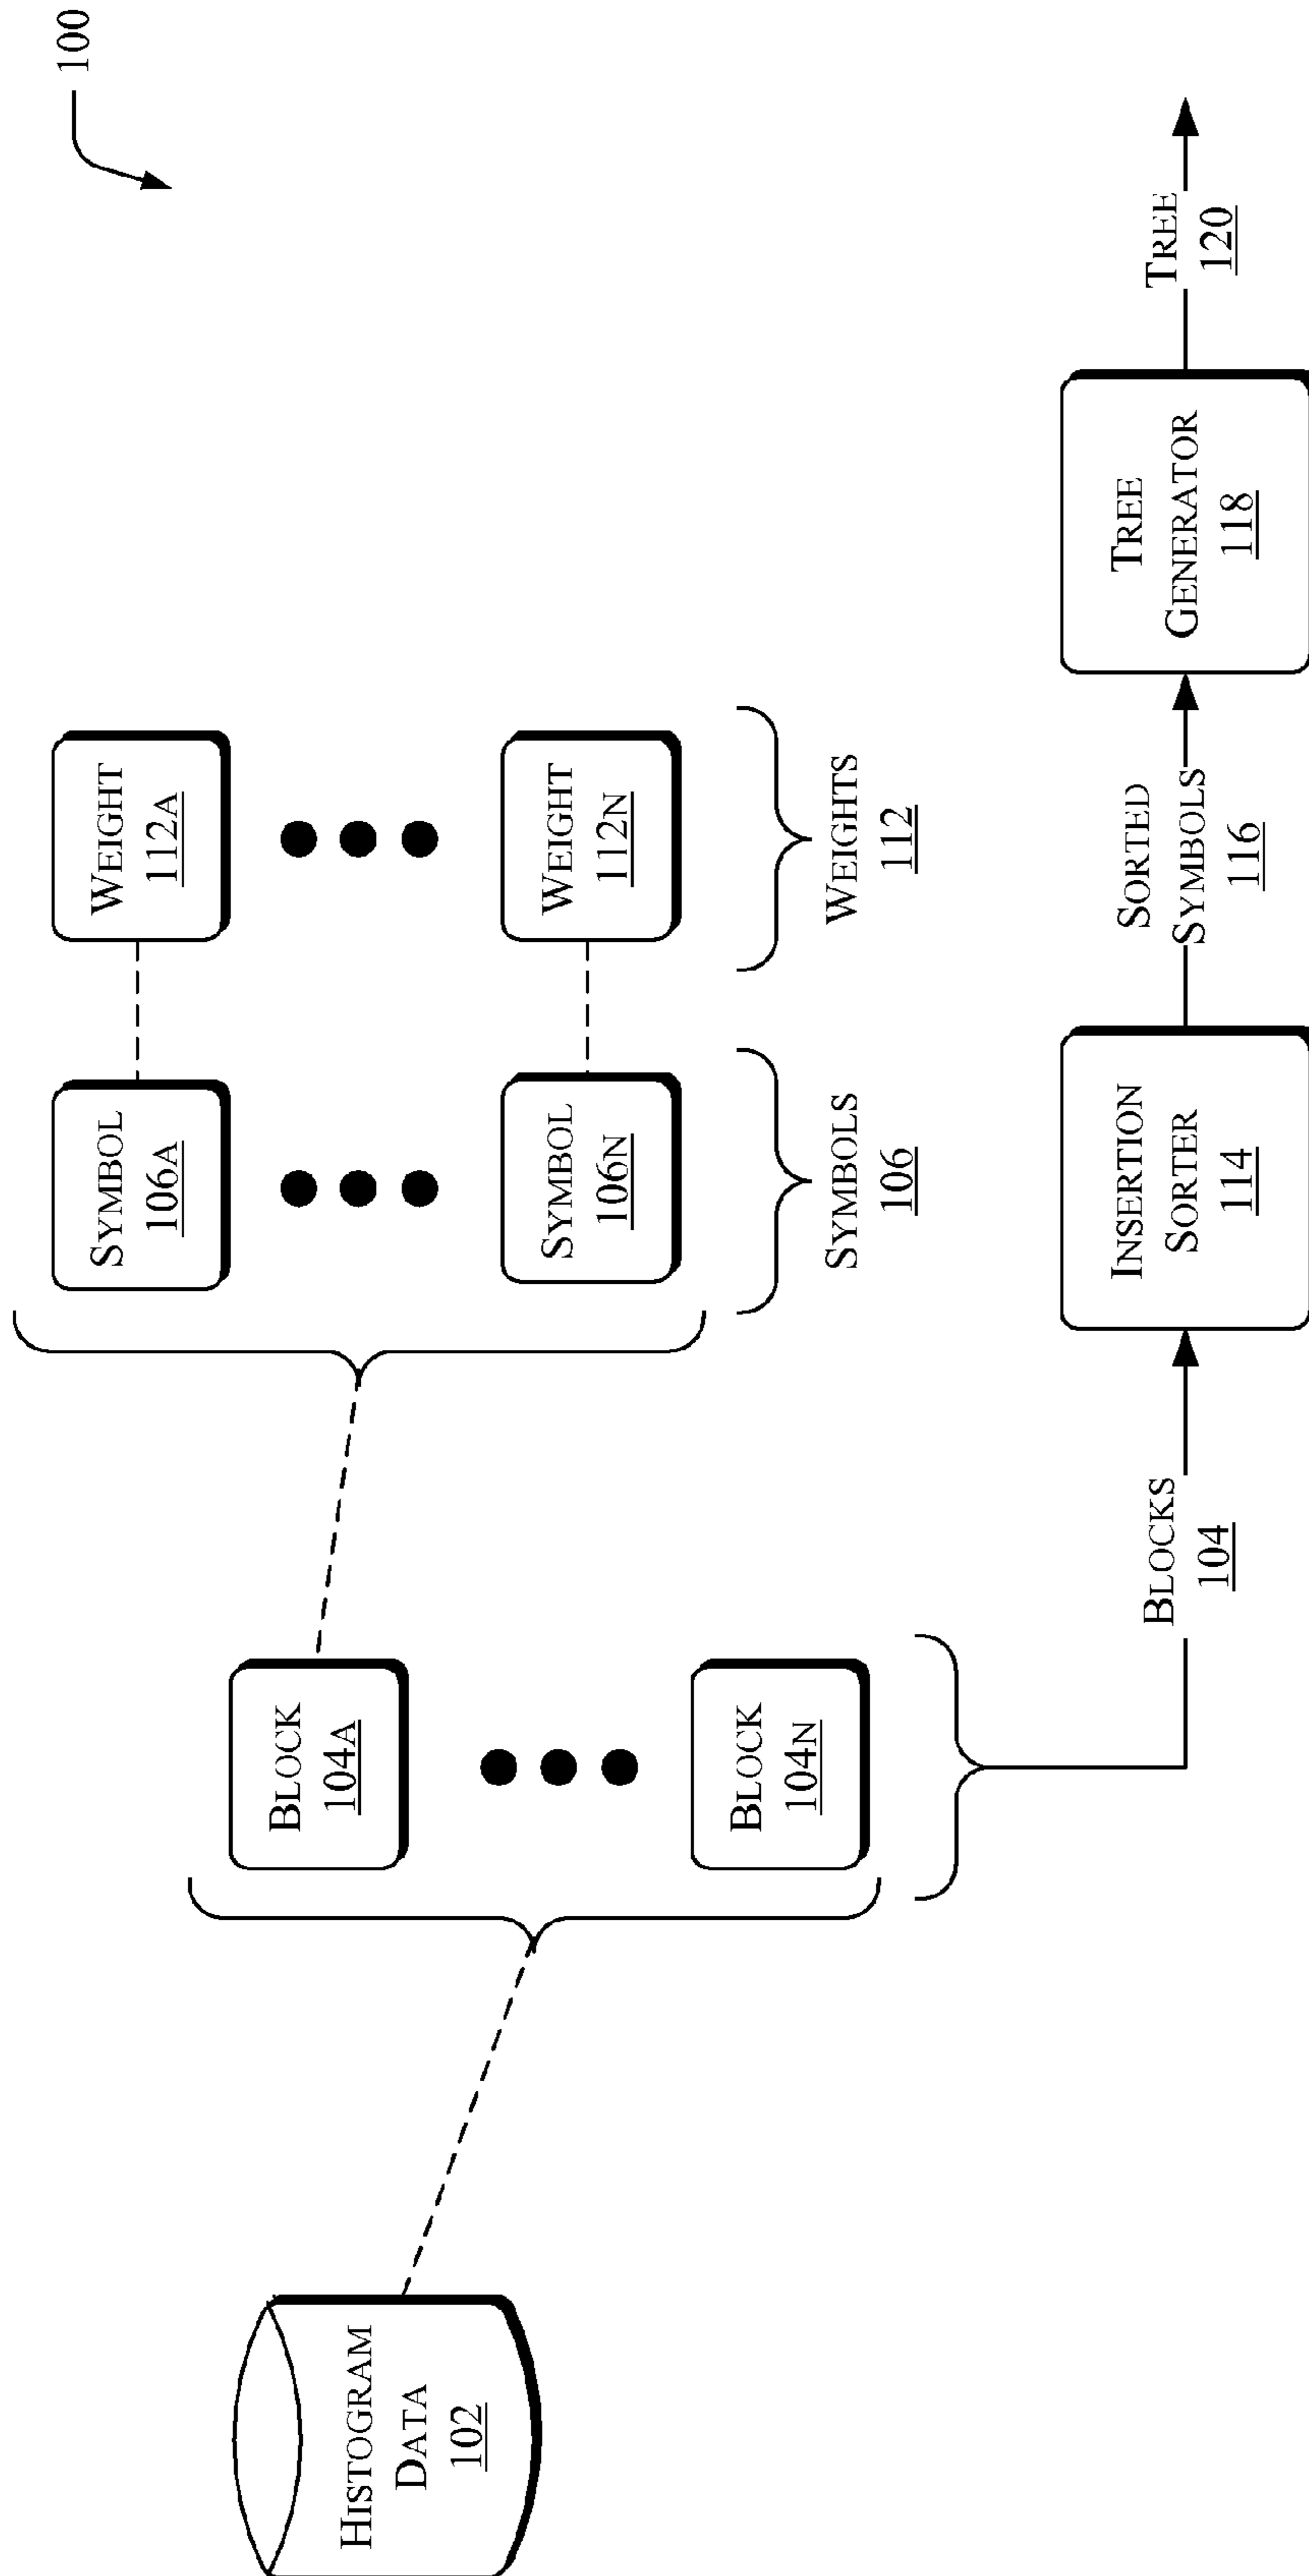 100
HISTOGRAM
DATA
102
BLOCK
104A
BLOCK
104N
SYMBOL
106A
SYMBOL
106N
SYMBOLS
106
WEIGHT
112A
WEIGHT
112N
WEIGHTS
112
BLOCKS
104
INSERTION
SORTER
114
SORTED
SYMBOLS
116
TREE
GENERATOR
118
TREE
120